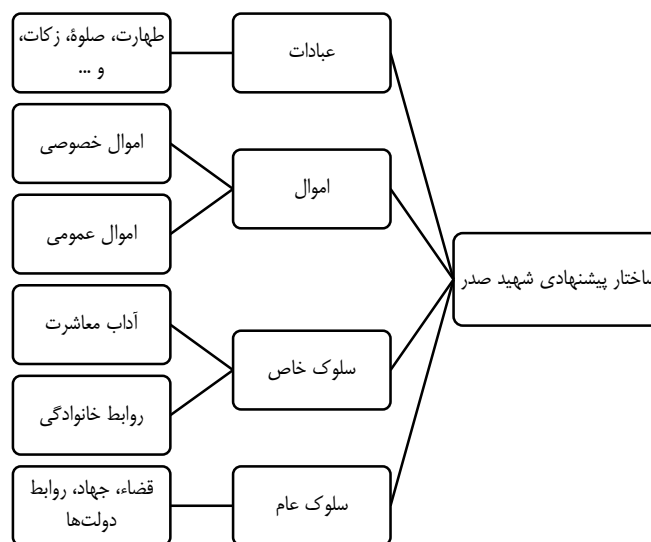 ساختار پیشنهادی شهید صدر
عبادات
طهارت، صلوة، زکات،
و ...
اموال
اموال خصوصی
اموال عمومی
سلوک خاص
آداب معاشرت
روابط خانوادگی
سلوک عام
قضاء، جهاد، روابط
دولت‌ها